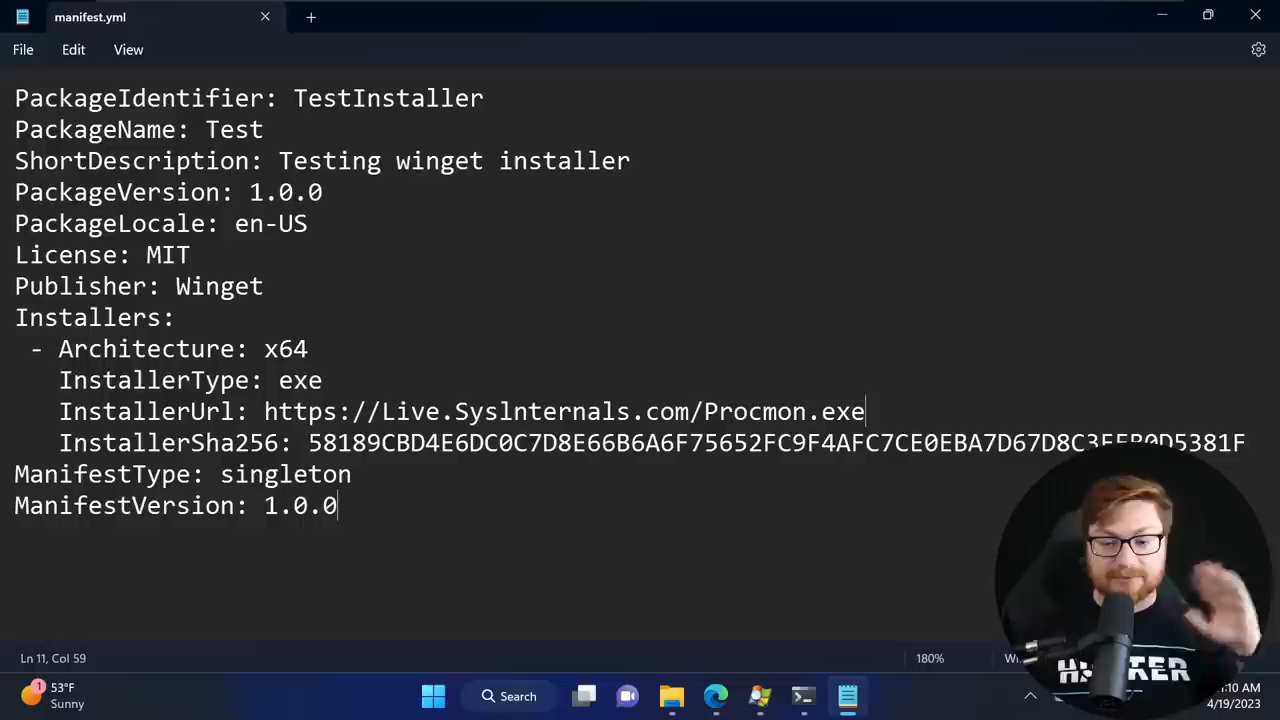 manifest.yml
File Edit View
PackageIdentifier: TestInstaller
PackageName: Test
ShortDescription: Testing winget installer
PackageVersion: 1.0.0
PackageLocale: en-US
License: MIT
Publisher: Winget
Installers:
- Architecture: x64
InstallerType: exe
InstallerUrl: https://Live.Syslnternals.com/Procmon.exe
InstallerSha256:
ManifestType: singleton
ManifestVersion: 1.0.0
Ln 11, Col 59
180%
1
53°F
Sunny
Search
4/19/2023